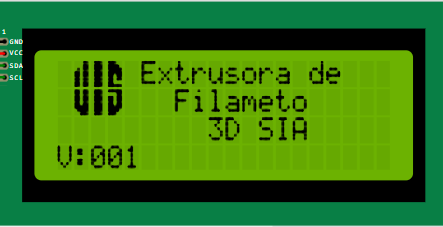 1
GND
VCC
SDA
SCL
Extrusora de
Filameto
3D SIA
V:001